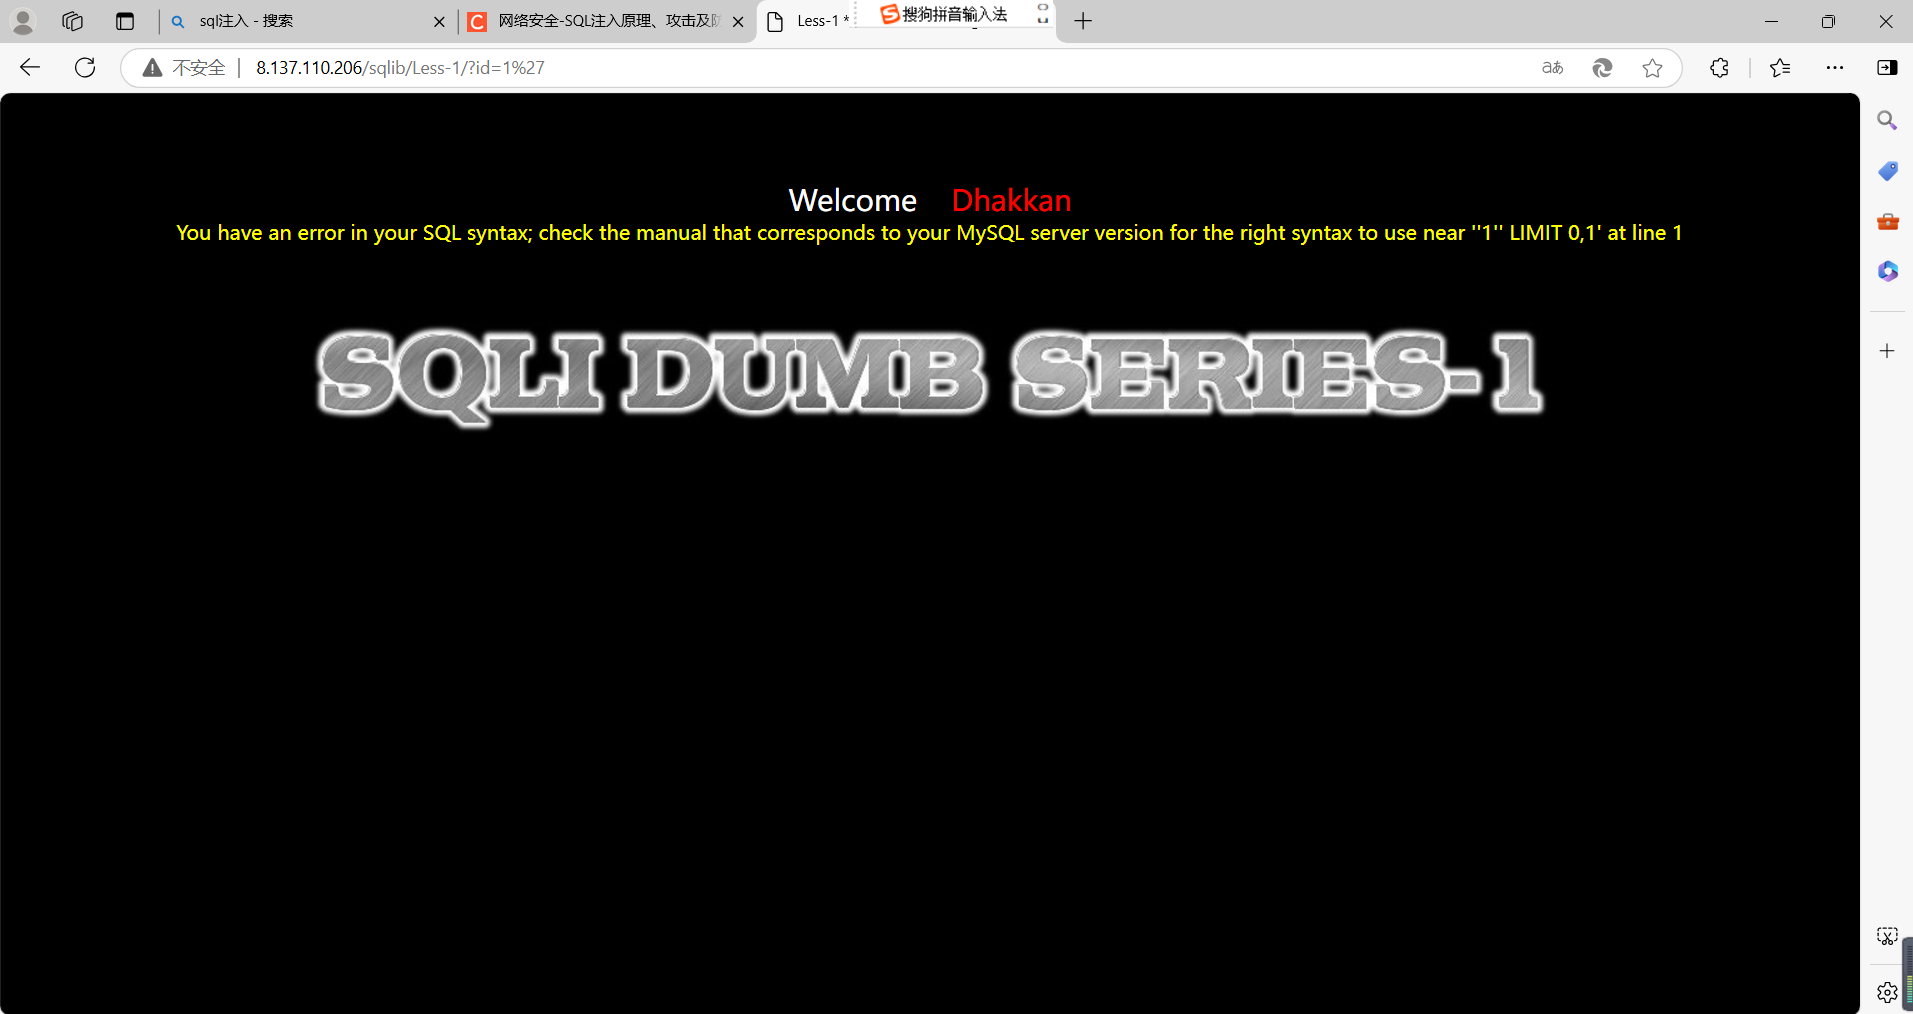 sql注入 - 搜索
网络安全-SQL注入原理、攻击及防
Less-1 *
搜狗拼音输入法
不安全
8.137.110.206/sqlib/Less-1/?id=1%27
aあ
Welcome Dhakkan
You have an error in your SQL syntax; check the manual that corresponds to your MySQL server version for the right syntax to use near ''1'' LIMIT 0,1' at line 1
SQLI DUMB SERIES-1